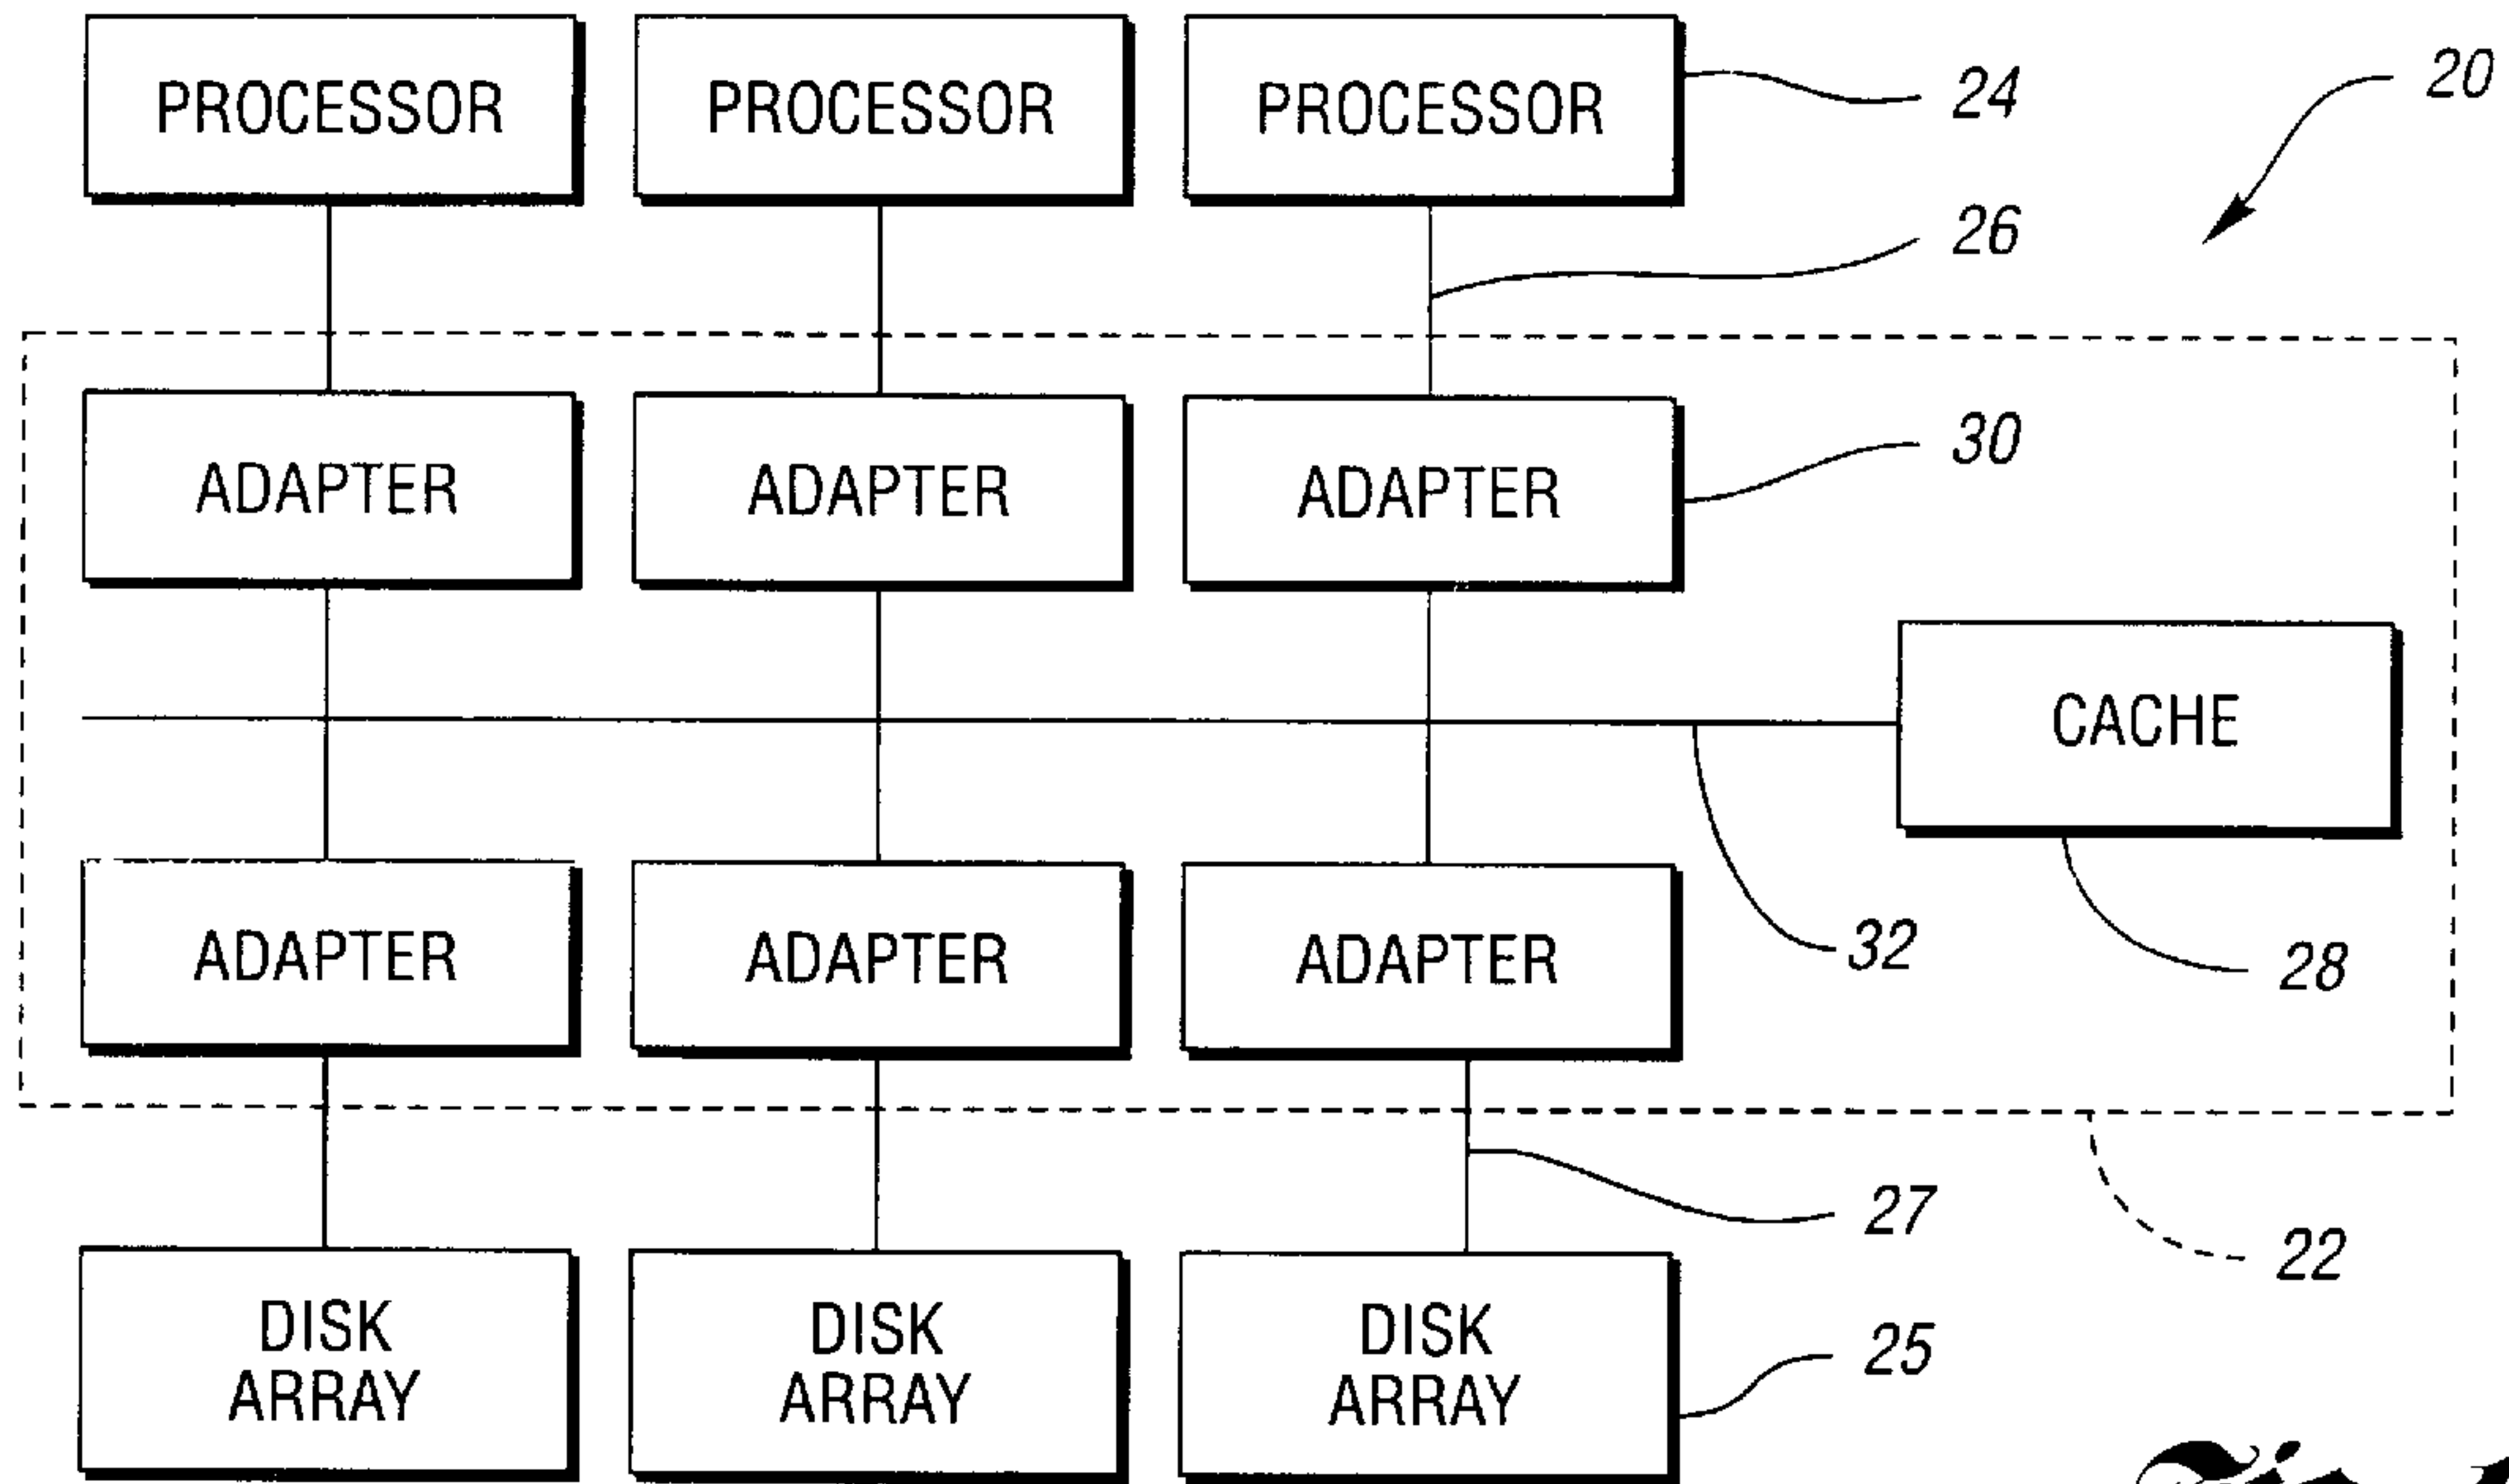 PROCESSOR PROCESSOR PROCESSOR 24 20
26
ADAPTER ADAPTER ADAPTER 30
CACHE
ADAPTER ADAPTER ADAPTER 32 28
27
22
DISK ARRAY
DISK ARRAY
DISK ARRAY
25